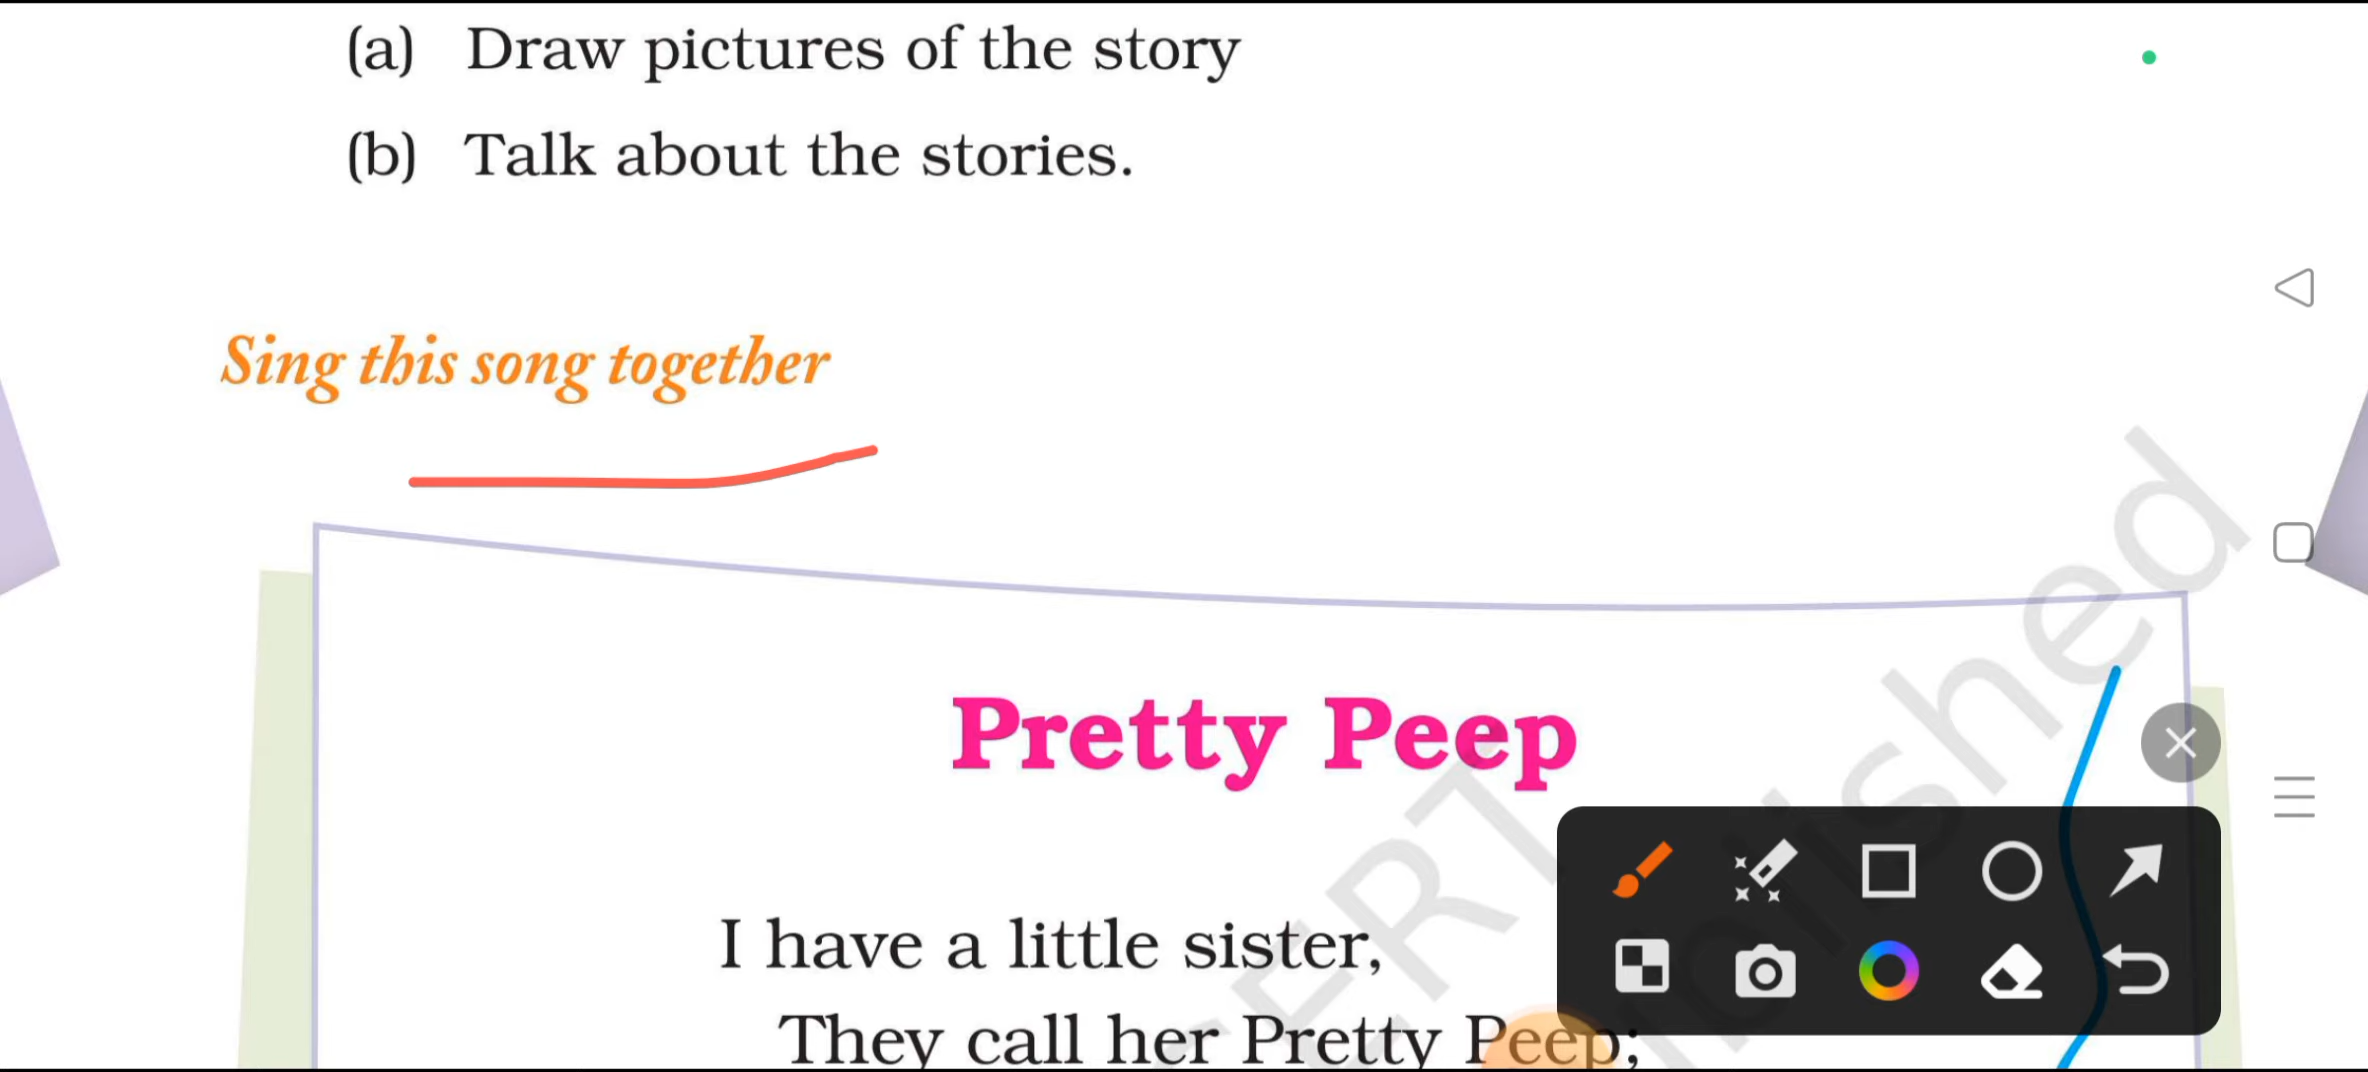 (a) Draw pictures of the story
(b) Talk about the stories.
Sing this song together
Pretty Peep
I have a little sister,
They call her Pretty Peep;